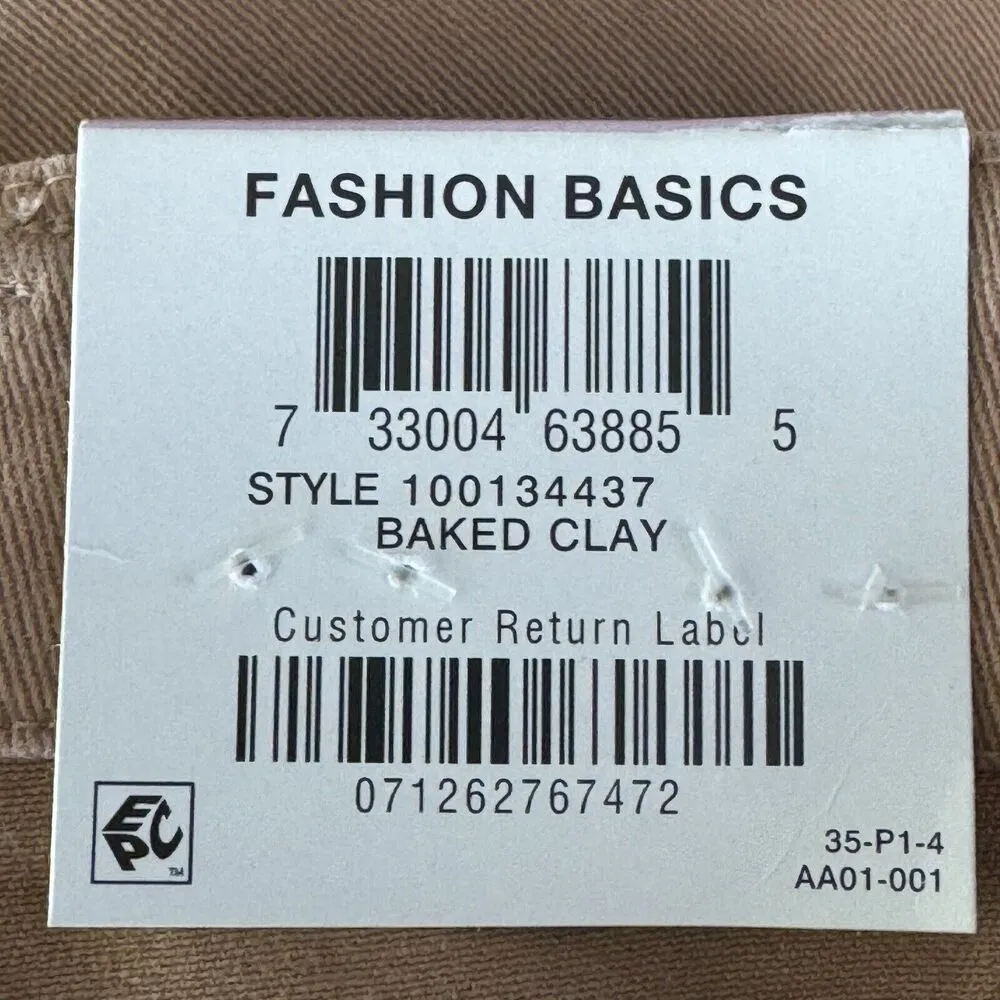 FASHION BASICS
7 33004 63885 5
STYLE 100134437
BAKED CLAY
Customer Return Label
071262767472
EPC TM
35-P1-4
AA01-001